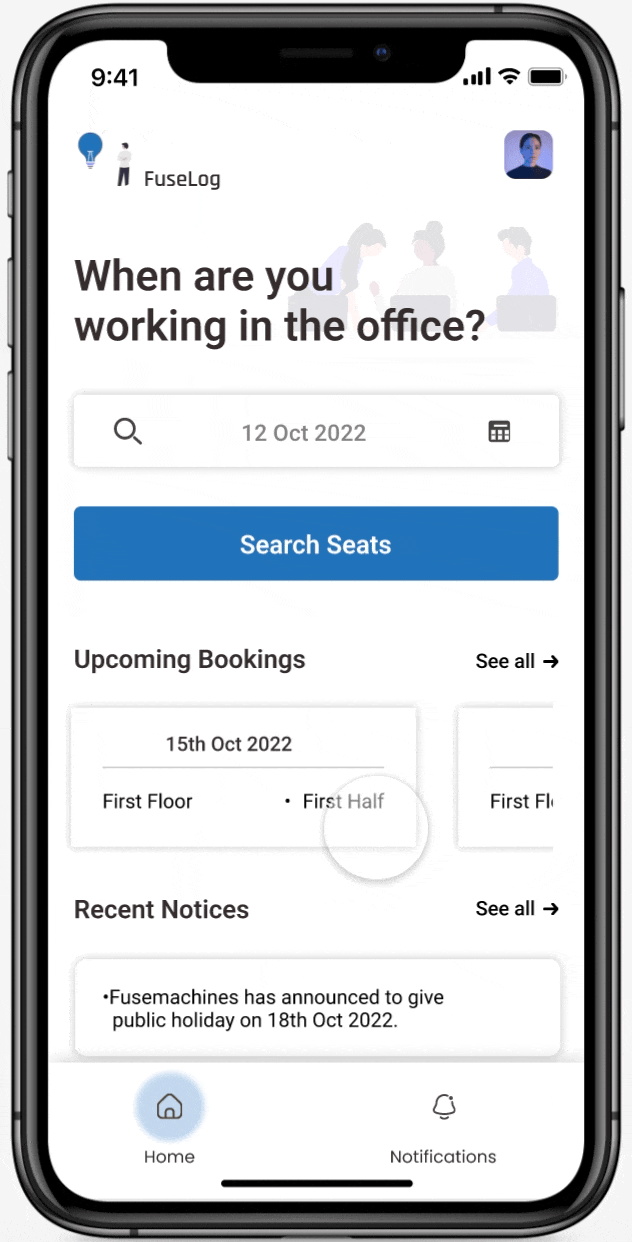 9:41
FuseLog
When are you
working in the office?
12 Oct 2022
Search Seats
Upcoming Bookings
See all →
15th Oct 2022
First Floor
• First Half
First
Recent Notices
See all →
•Fusemachines has announced to give
public holiday on 18th Oct 2022.
Home
Notifications